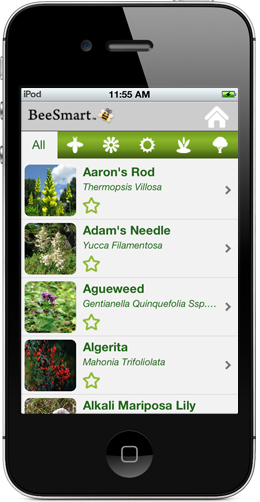 iPod 11:55 AM
BeeSmart™
All
Aaron's Rod
Thermopsis Villosa
Adam's Needle
Yucca Filamentosa
Agueweed
Gentianella Quinquefolia Ssp....
Algerita
Mahonia Trifoliolata
Alkali Mariposa Lily